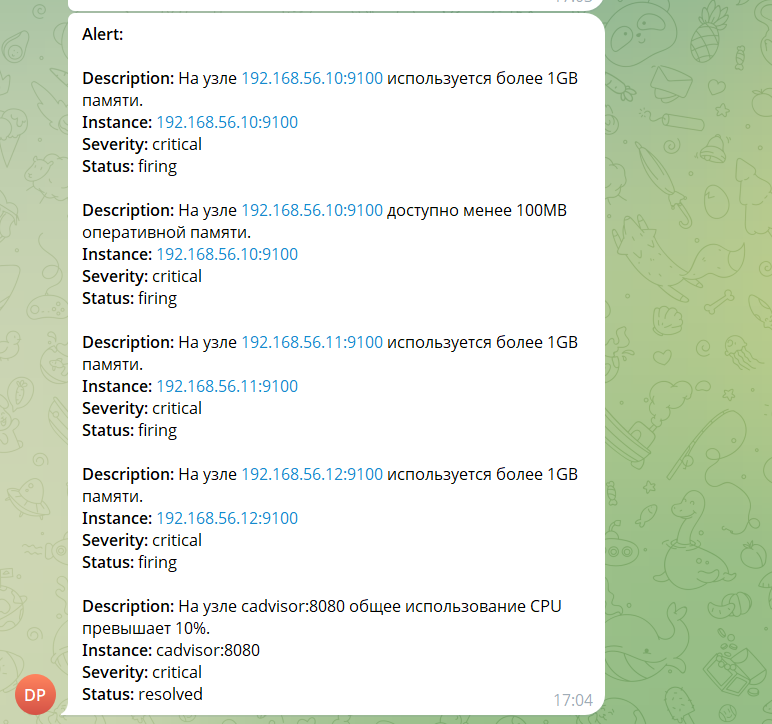 Alert:
Description: На узле 192.168.56.10:9100 используется более 1GB
памяти.
Instance: 192.168.56.10:9100
Severity: critical
Status: firing
Description: На узле 192.168.56.10:9100 доступно менее 100MB
оперативной памяти.
Instance: 192.168.56.10:9100
Severity: critical
Status: firing
Description: На узле 192.168.56.11:9100 используется более 1GB
памяти.
Instance: 192.168.56.11:9100
Severity: critical
Status: firing
Description: На узле 192.168.56.12:9100 используется более 1GB
памяти.
Instance: 192.168.56.12:9100
Severity: critical
Status: firing
Description: На узле cadvisor:8080 общее использование CPU
превышает 10%.
Instance: cadvisor:8080
Severity: critical
Status: resolved
DP
17:04